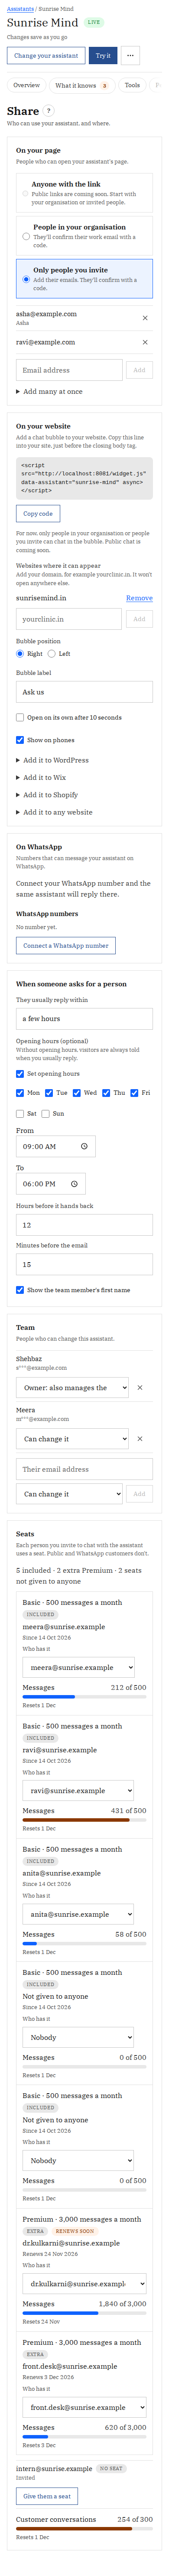 Assistants / Sunrise Mind
Sunrise Mind LIVE
Changes save as you go
Change your assistant Try it ...
Overview What it knows 3 Tools
Share ?
Who can use your assistant, and where.
On your page
People who can open your assistant's page.
Anyone with the link
Public links are coming soon. Start with
your organisation or invited people.
People in your organisation
They'll confirm their work email with a
code.
Only people you invite
Add their emails. They'll confirm with a
code.
asha@example.com
Asha
ravi@example.com
Email address Add
Add many at once
On your website
Add a chat bubble to your website. Copy this line
into your site, just before the closing body tag.
<script
src="http://localhost:8081/widget.js"
data-assistant="sunrise-mind" async>
</script>
Copy code
For now, only people in your organisation or people
you invite can chat in the bubble. Public chat is
coming soon.
Websites where it can appear
Add your domain, for example yourclinic.in. It won't
open anywhere else.
sunrisemind.in Remove
yourclinic.in Add
Bubble position
Right Left
Bubble label
Ask us
Open on its own after 10 seconds
Show on phones
Add it to WordPress
Add it to Wix
Add it to Shopify
Add it to any website
On WhatsApp
Numbers that can message your assistant on
WhatsApp.
Connect your WhatsApp number and the
same assistant will reply there.
WhatsApp numbers
No number yet.
Connect a WhatsApp number
When someone asks for a person
They usually reply within
a few hours
Opening hours (optional)
Without opening hours, visitors are always told
when you usually reply.
Set opening hours
Mon Tue Wed Thu Fri
Sat Sun
From
09:00 AM
To
06:00 PM
Hours before it hands back
12
Minutes before the email
15
Show the team member's first name
Team
People who can change this assistant.
Shehbaz
s***@example.com
Owner: also manages the
Meera
m***@example.com
Can change it
Their email address
Can change it Add
Seats
Each person you invite to chat with the assistant
uses a seat. Public and WhatsApp customers don't.
5 included · 2 extra Premium · 2 seats
not given to anyone
Basic · 500 messages a month
INCLUDED
meera@sunrise.example
Since 14 Oct 2026
Who has it
meera@sunrise.example
Messages 212 of 500
Resets 1 Dec
Basic · 500 messages a month
INCLUDED
ravi@sunrise.example
Since 14 Oct 2026
Who has it
ravi@sunrise.example
Messages 431 of 500
Resets 1 Dec
Basic · 500 messages a month
INCLUDED
anita@sunrise.example
Since 14 Oct 2026
Who has it
anita@sunrise.example
Messages 58 of 500
Resets 1 Dec
Basic · 500 messages a month
INCLUDED
Not given to anyone
Since 14 Oct 2026
Who has it
Nobody
Messages 0 of 500
Resets 1 Dec
Basic · 500 messages a month
INCLUDED
Not given to anyone
Since 14 Oct 2026
Who has it
Nobody
Messages 0 of 500
Resets 1 Dec
Premium · 3,000 messages a month
EXTRA RENEWS SOON
dr.kulkarni@sunrise.example
Renews 24 Nov 2026
Who has it
dr.kulkarni@sunrise.example
Messages 1,840 of 3,000
Resets 24 Nov
Premium · 3,000 messages a month
EXTRA
front.desk@sunrise.example
Renews 3 Dec 2026
Who has it
front.desk@sunrise.example
Messages 620 of 3,000
Resets 3 Dec
intern@sunrise.example NO SEAT
Invited
Give them a seat
Customer conversations 254 of 300
Resets 1 Dec